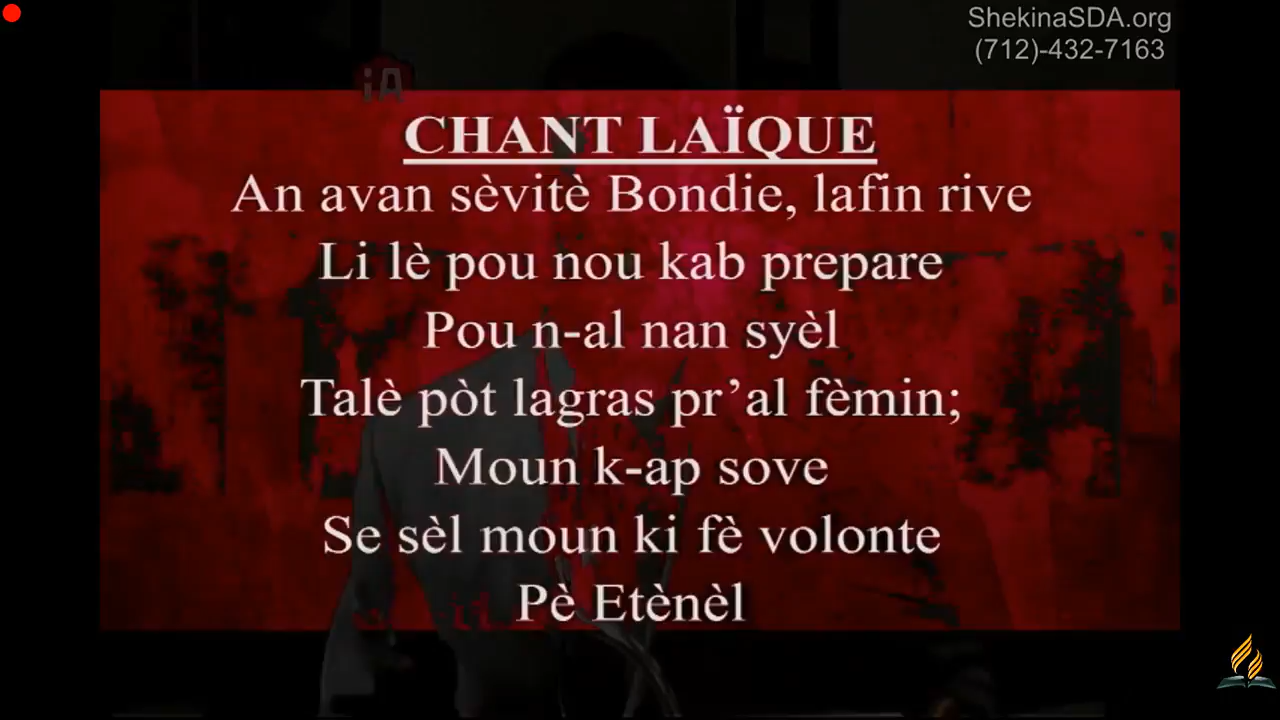 ShekinaSDA.org
(712)-432-7163
iA
CHANT LAÏQUE
An avan sèvitè Bondie, lafin rive
Li lè pou nou kab prepare
Pou n-al nan syèl
Talè pòt lagras pr’al fèmin;
Moun k-ap sove
Se sèl moun ki fè volonte
Pè Etènèl